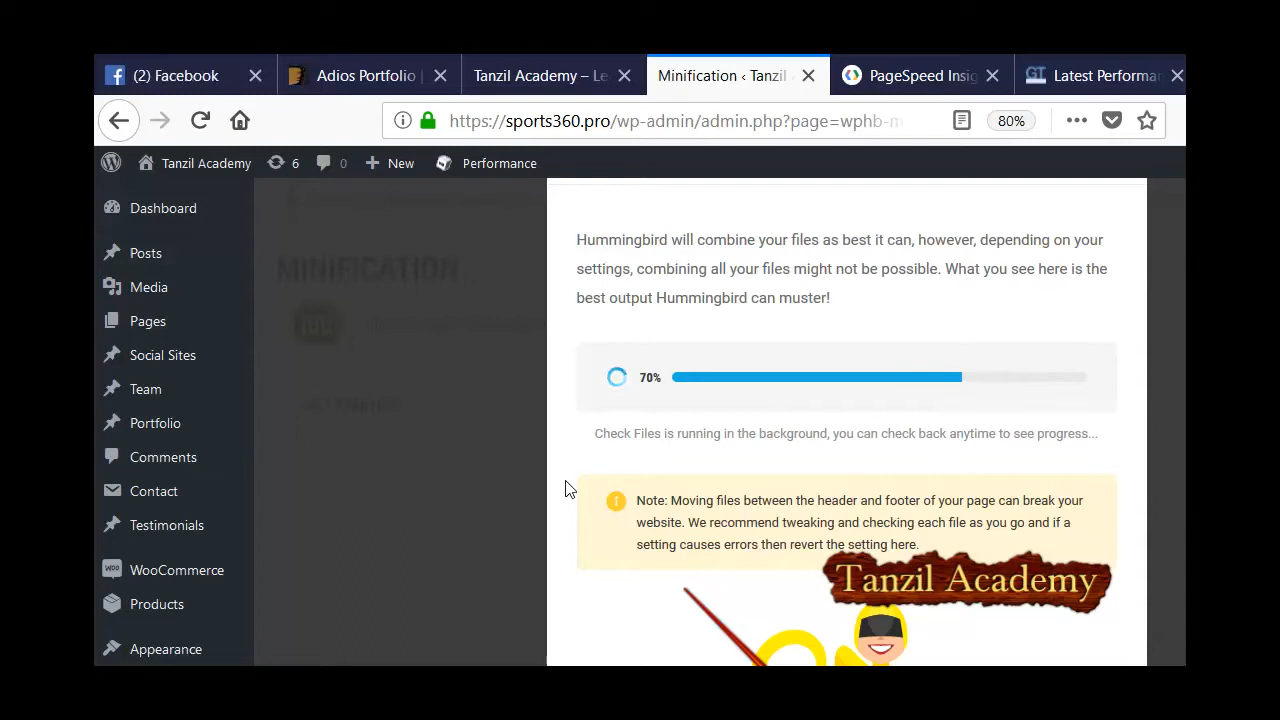 (2) Facebook
Adios Portfolio |
Tanzil Academy – Le
Minification ‹ Tanzil
PageSpeed Insig
GT
Latest Performan
https://sports360.pro/wp-admin/admin.php?page=wphb-m
80%
Tanzil Academy
6
0
New
Performance
Dashboard
Posts
Media
Pages
Social Sites
Team
Portfolio
Comments
Contact
Testimonials
WOO
WooCommerce
Products
Appearance
MINIFICATION
Hummingbird will combine your files as best it can, however, depending on your
settings, combining all your files might not be possible. What you see here is the
best output Hummingbird can muster!
70%
Check Files is running in the background, you can check back anytime to see progress...
Note: Moving files between the header and footer of your page can break your
website. We recommend tweaking and checking each file as you go and if a
setting causes errors then revert the setting here.
Tanzil Academy